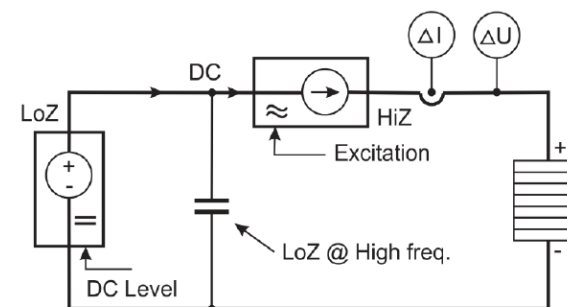 ΔI
ΔU
DC
LoZ
+
-
≈
HiZ
Excitation
+
-
=
LoZ @ High freq.
DC Level